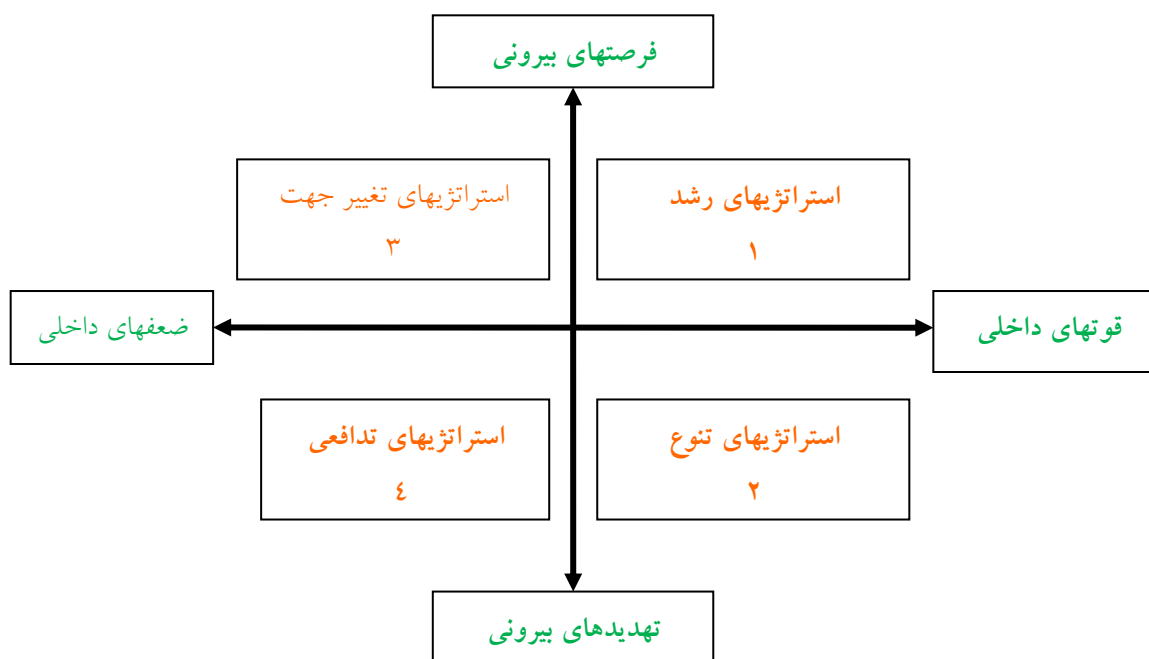 فرصتهای بیرونی
استراتژیهای رشد
۱
استراتژیهای تغییر جهت
۳
قوتهای داخلی
ضعفهای داخلی
استراتژیهای تنوع
۲
استراتژیهای تدافعی
٤
تهدیدهای بیرونی